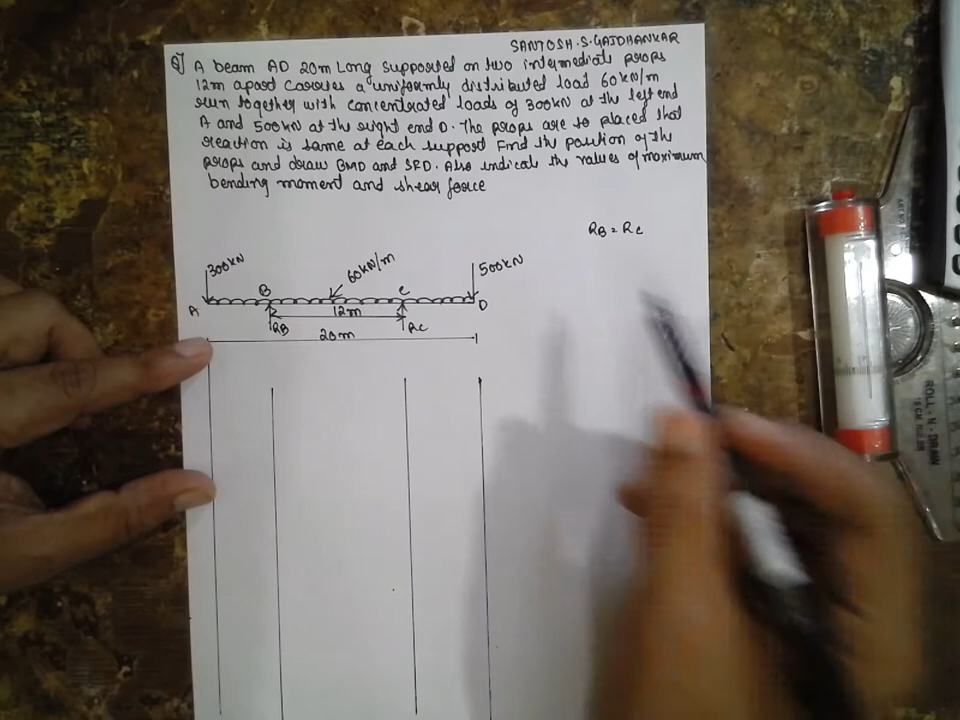 SANTOSH.S.GAJDHANKAR
Q] A beam AD 20m Long supported on two intermediate props
12m apart carries a uniformly distributed load 60kN/m
run together with concentrated loads of 300kN at the left end
A and 500kN at the right end D. The props are so placed that
reaction is same at each support Find the position of the
props and draw BMD and SFD. Also indicate the values of maximum
bending moment and shear force
RB = RC
300kN
60kN/m
500kN
B
C
A
D
12m
RB
RC
20m
ROLL-N-DRAW